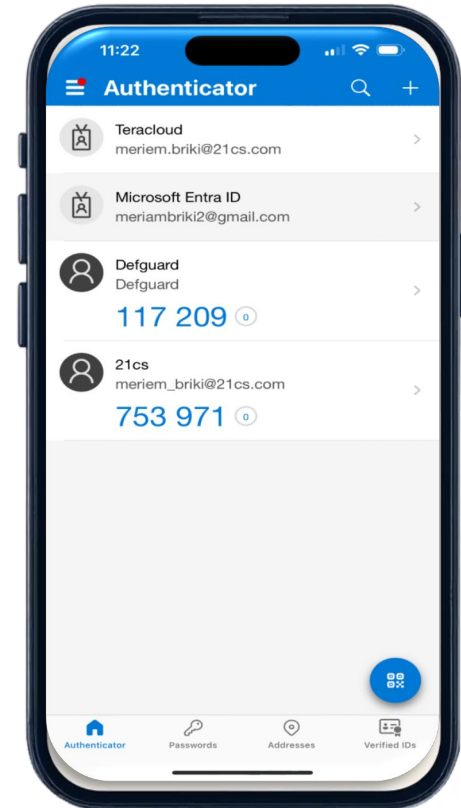 11:22
Authenticator
Teracloud
meriem.briki@21cs.com
Microsoft Entra ID
meriambriki2@gmail.com
Defguard
Defguard
117 209 0
21cs
meriem_briki@21cs.com
753 971 0
Authenticator Passwords Addresses Verified IDs